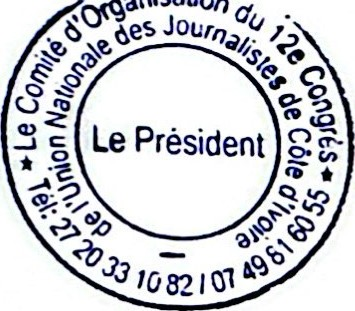 ★ Le Comité d'Organisation du 12e Congrès ★
de l'Union Nationale des Journalistes de Côte d'Ivoire
Le Président
Tél: 27 20 33 10 82 / 07 49 81 60 55